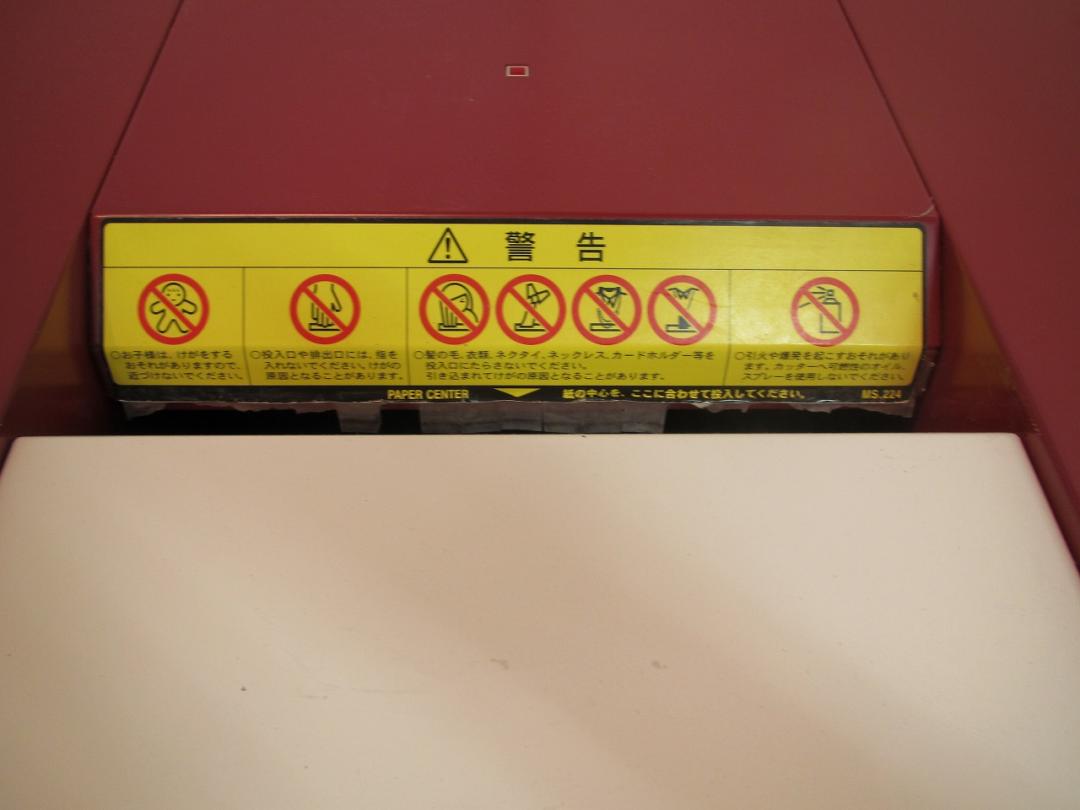 警告
○お子様は、けがをする
おそれがありますので、
近づけないでください。
○投入口や排出口には、指を
入れないでください。けがの
原因となることがあります。
○髪の毛、衣類、ネクタイ、ネックレス、カードホルダー等を
投入口にたらさないでください。
引き込まれてけがの原因となることがあります。
○引火や爆発を起こすおそれがあり
ます。カッターへ可燃性のオイル、
スプレーを使用しないでください。
PAPER CENTER
紙の中心を、ここに合わせて投入してください。
MS.224